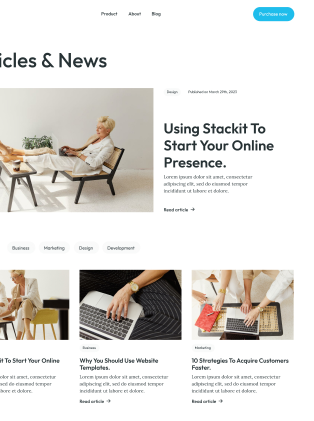 Product About Blog
Purchase now
icles & News
Design Published on March 29th, 2023
Using Stackit To
Start Your Online
Presence.
Lorem ipsum dolor sit amet, consectetur
adipiscing elit, sed do eiusmod tempor
incididunt ut labore et dolore.
Read article →
Business Marketing Design Development
it To Start Your Online
sit amet, consectetur
sed do eiusmod tempor
labore et dolore.
Business
Why You Should Use Website
Templates.
Lorem ipsum dolor sit amet, consectetur
adipiscing elit, sed do eiusmod tempor
incididunt ut labore et dolore.
Read article →
Marketing
10 Strategies To Acquire Customers
Faster.
Lorem ipsum dolor sit amet, consectetur
adipiscing elit, sed do eiusmod tempor
incididunt ut labore et dolore.
Read article →